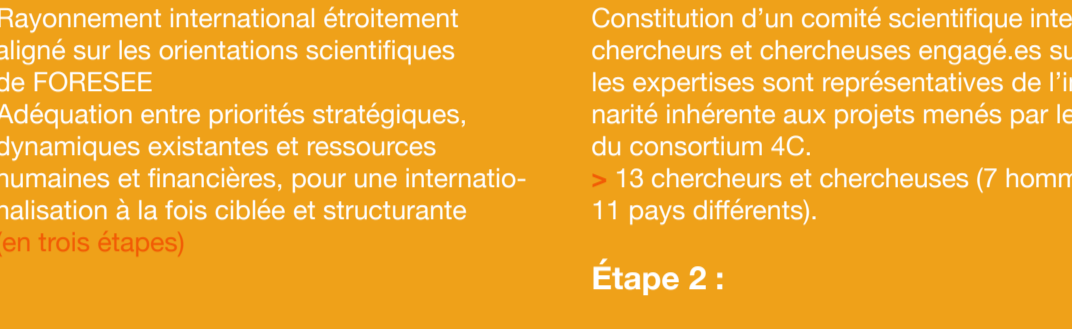 Rayonnement international étroitement
aligné sur les orientations scientifiques
de FORESEE
Adéquation entre priorités stratégiques,
dynamiques existantes et ressources
humaines et financières, pour une internatio-
nalisation à la fois ciblée et structurante
(en trois étapes)
Constitution d'un comité scientifique inte
chercheurs et chercheuses engagé.es su
les expertises sont représentatives de l'in
narité inhérente aux projets menés par le
du consortium 4C.
> 13 chercheurs et chercheuses (7 homm
11 pays différents).
Étape 2 :